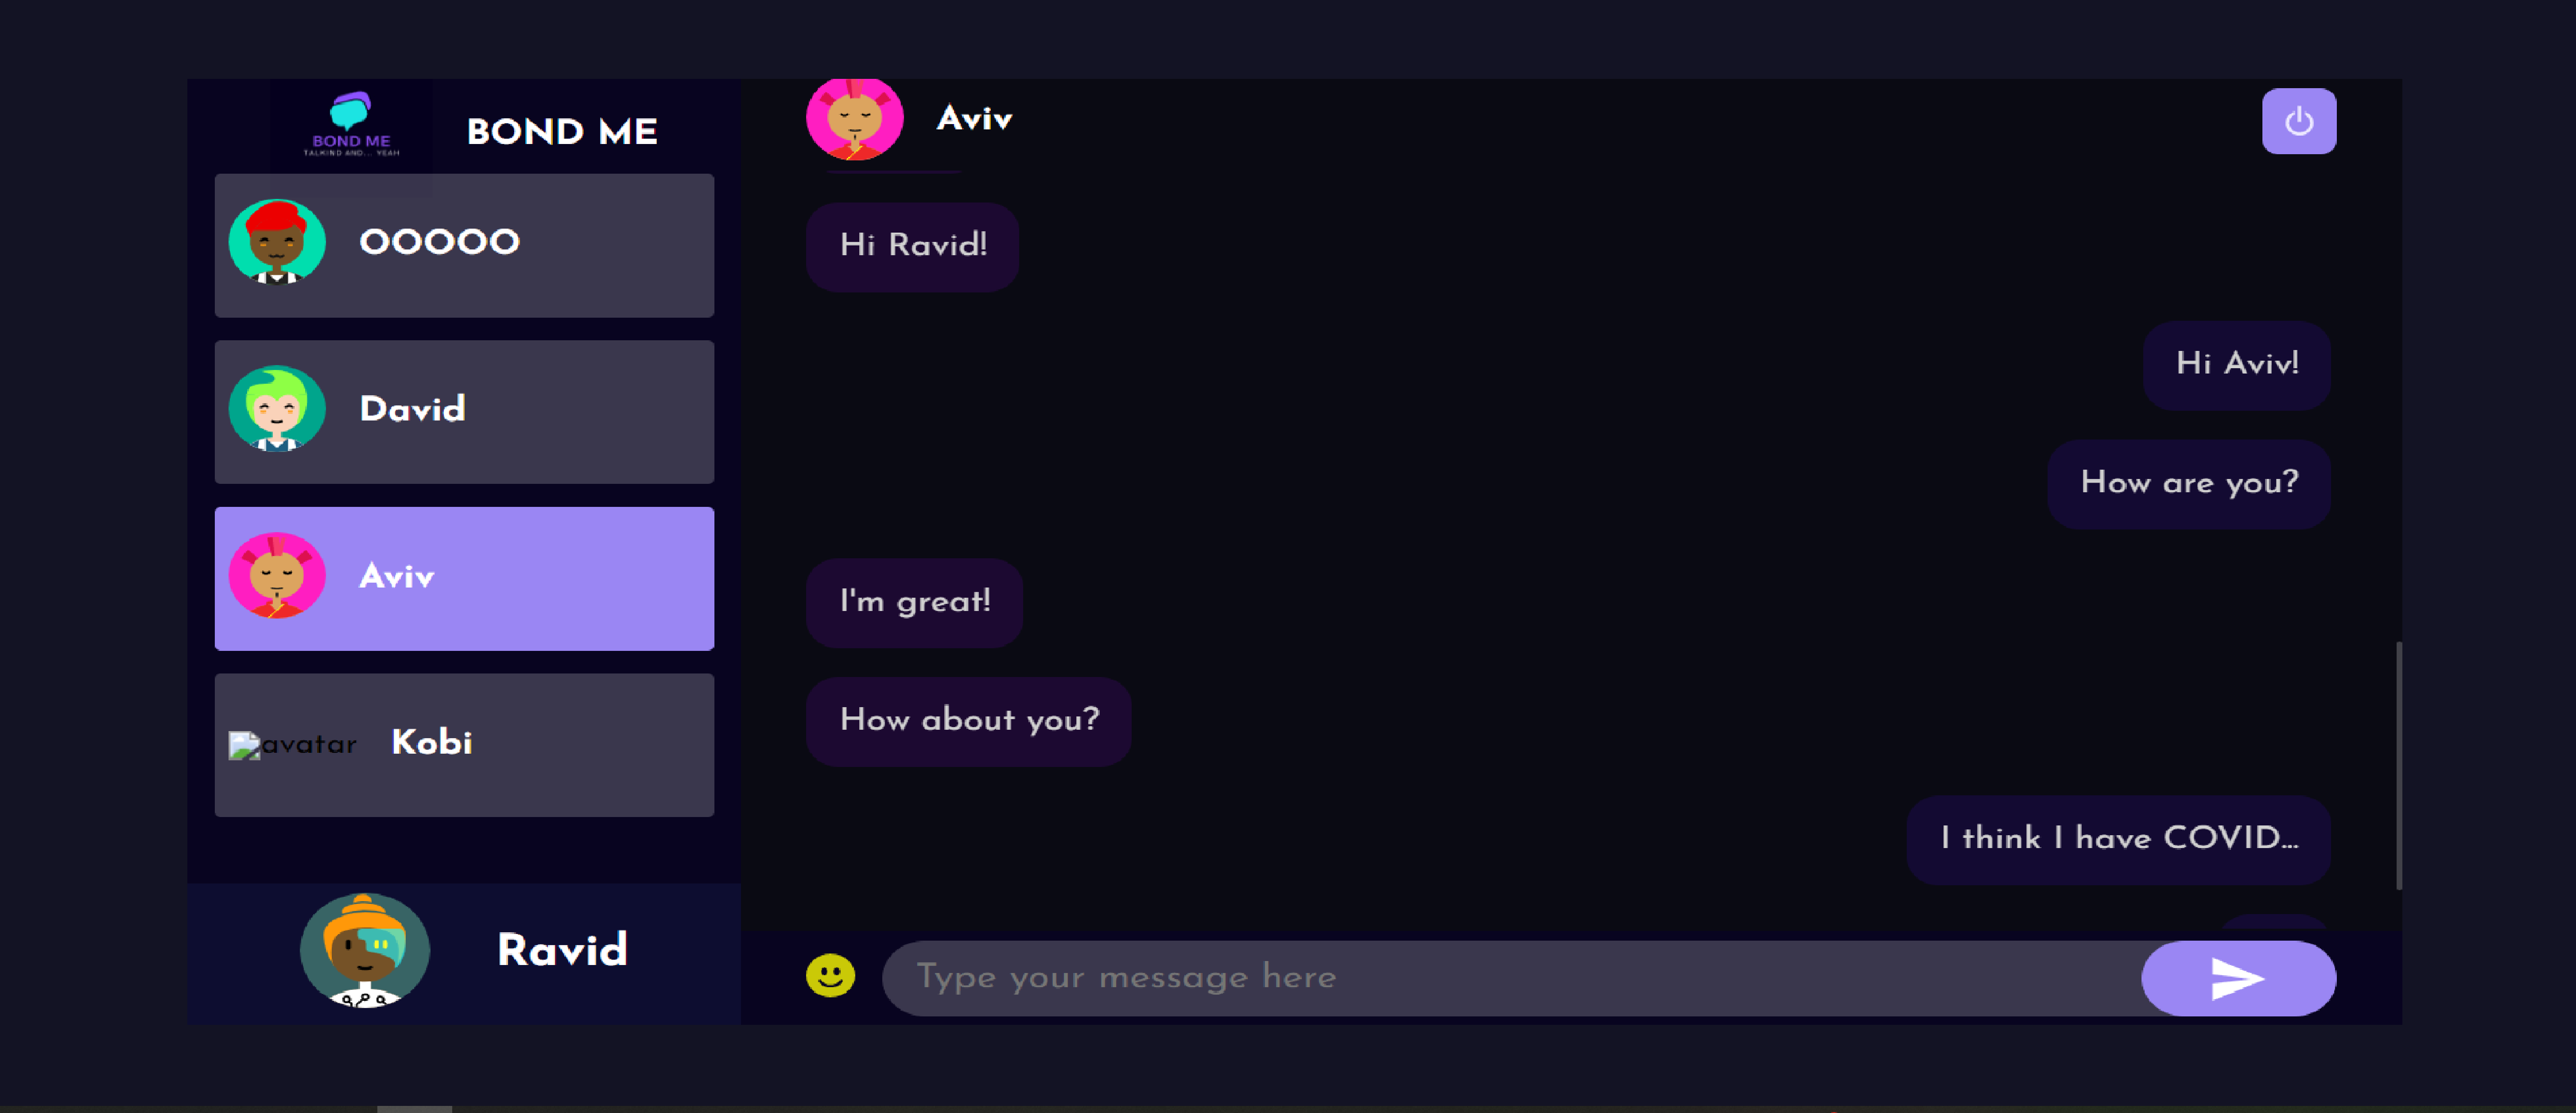 BOND ME
TALKIND AND... YEAH
BOND ME
OOOOO
David
Aviv
avatar Kobi
Ravid
Aviv
Hi Ravid!
Hi Aviv!
How are you?
I'm great!
How about you?
I think I have COVID...
Type your message here